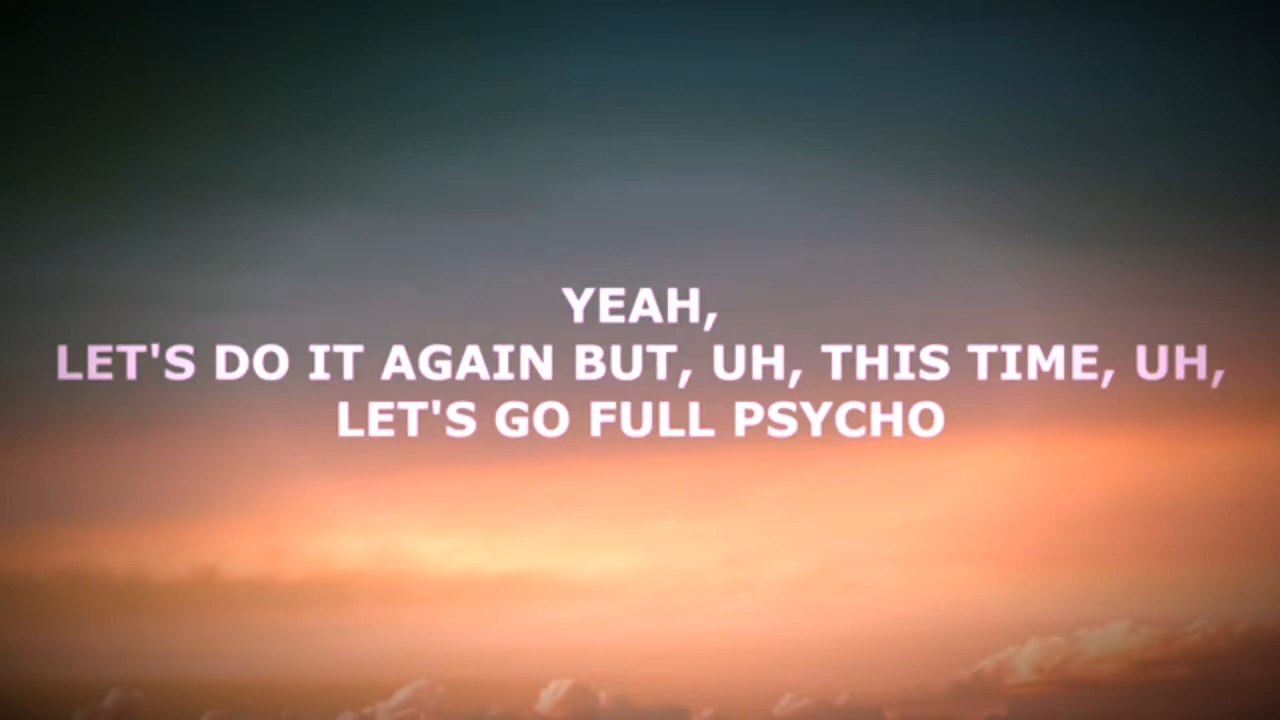 YEAH,
LET'S DO IT AGAIN BUT, UH, THIS TIME, UH,
LET'S GO FULL PSYCHO